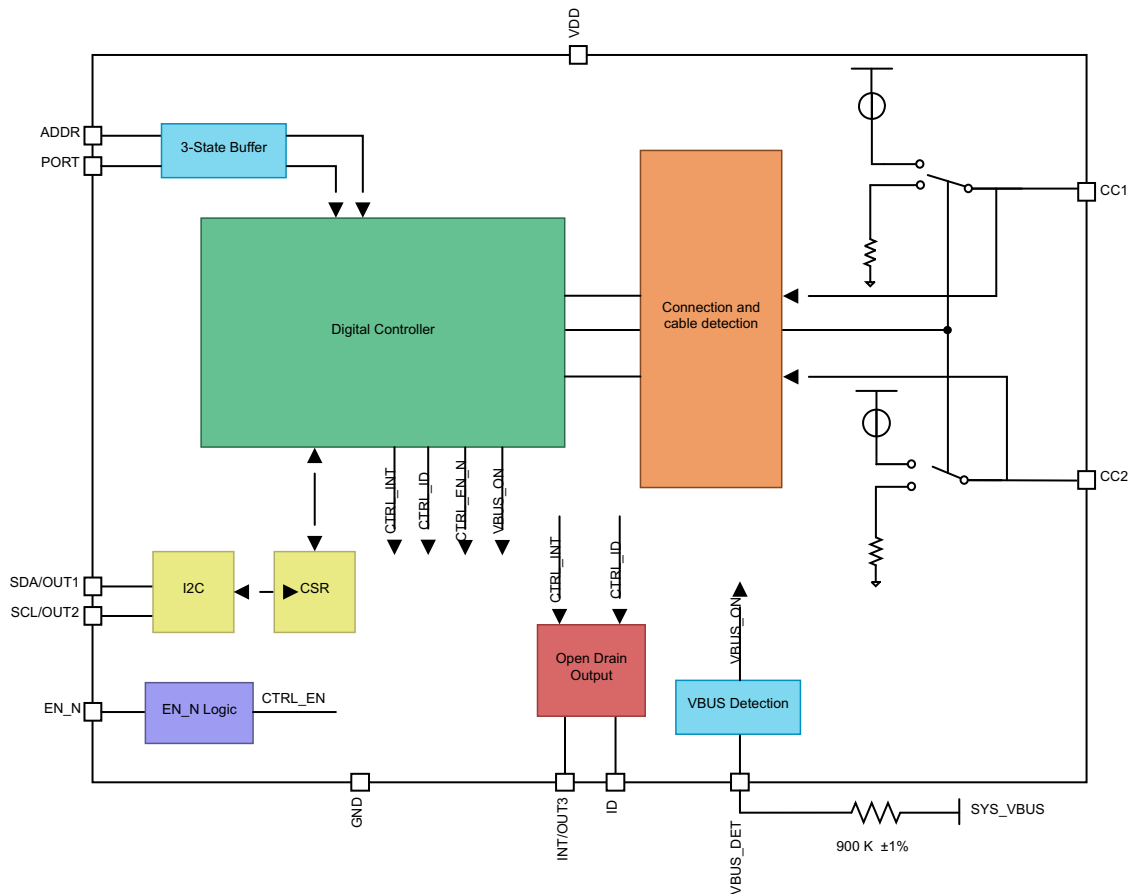 VDD
ADDR
PORT
3-State Buffer
CC1
Digital Controller
Connection and
cable detection
CTRL_INT
CTRL_ID
CTRL_EN_N
VBUS_ON
CC2
SDA/OUT1
SCL/OUT2
I2C
CSR
CTRL_INT
CTRL_ID
VBUS_ON
Open Drain
Output
VBUS Detection
EN_N
EN_N Logic
CTRL_EN
GND
INT/OUT3
ID
VBUS_DET
SYS_VBUS
900 K ±1%